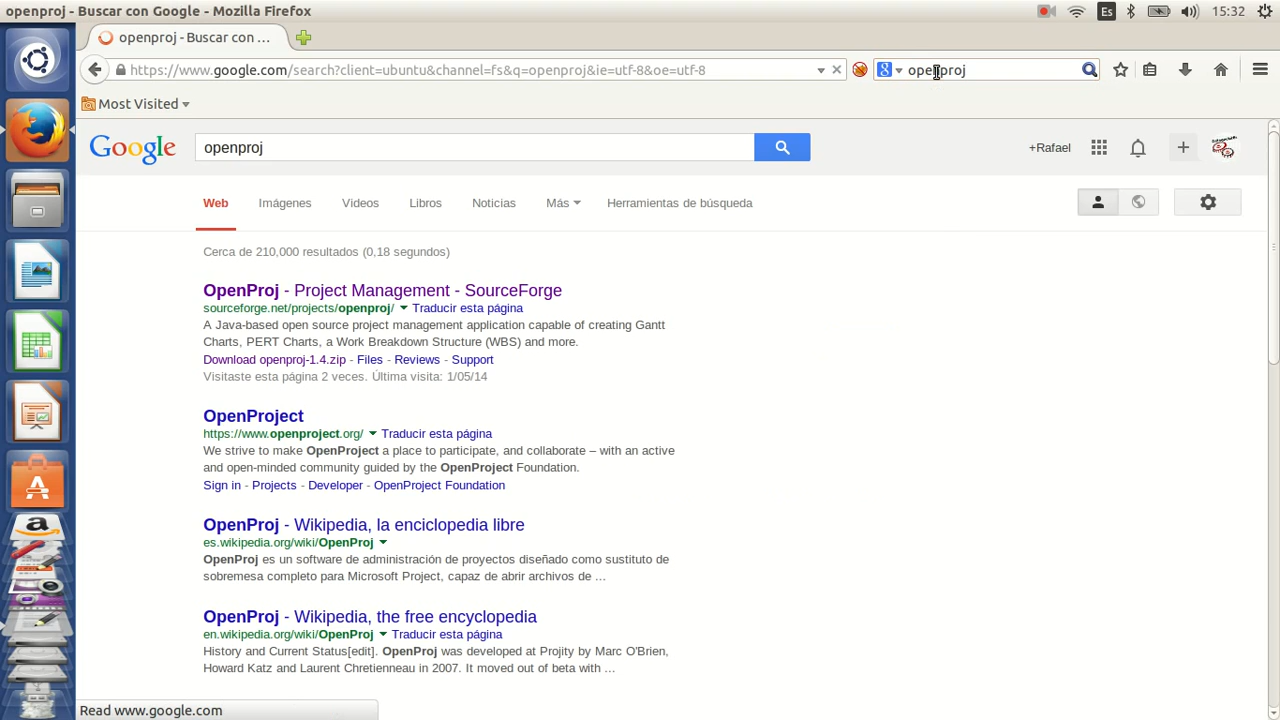 openproj - Buscar con Google - Mozilla Firefox
Es
15:32
openproj - Buscar con ...
https://www.google.com/search?client=ubuntu&channel=fs&q=openproj&ie=utf-8&oe=utf-8
openproj
Most Visited
Google
openproj
+Rafael
Web
Imágenes
Videos
Libros
Noticias
Más
Herramientas de búsqueda
Cerca de 210,000 resultados (0,18 segundos)
OpenProj - Project Management - SourceForge
sourceforge.net/projects/openproj/ Traducir esta página
A Java-based open source project management application capable of creating Gantt
Charts, PERT Charts, a Work Breakdown Structure (WBS) and more.
Download openproj-1.4.zip - Files - Reviews - Support
Visitaste esta página 2 veces. Última visita: 1/05/14
OpenProject
https://www.openproject.org/ Traducir esta página
We strive to make OpenProject a place to participate, and collaborate – with an active
and open-minded community guided by the OpenProject Foundation.
Sign in - Projects - Developer - OpenProject Foundation
OpenProj - Wikipedia, la enciclopedia libre
es.wikipedia.org/wiki/OpenProj
OpenProj es un software de administración de proyectos diseñado como sustituto de
sobremesa completo para Microsoft Project, capaz de abrir archivos de ...
OpenProj - Wikipedia, the free encyclopedia
en.wikipedia.org/wiki/OpenProj Traducir esta página
History and Current Status[edit]. OpenProj was developed at Projity by Marc O'Brien,
Howard Katz and Laurent Chretienneau in 2007. It moved out of beta with ...
Read www.google.com